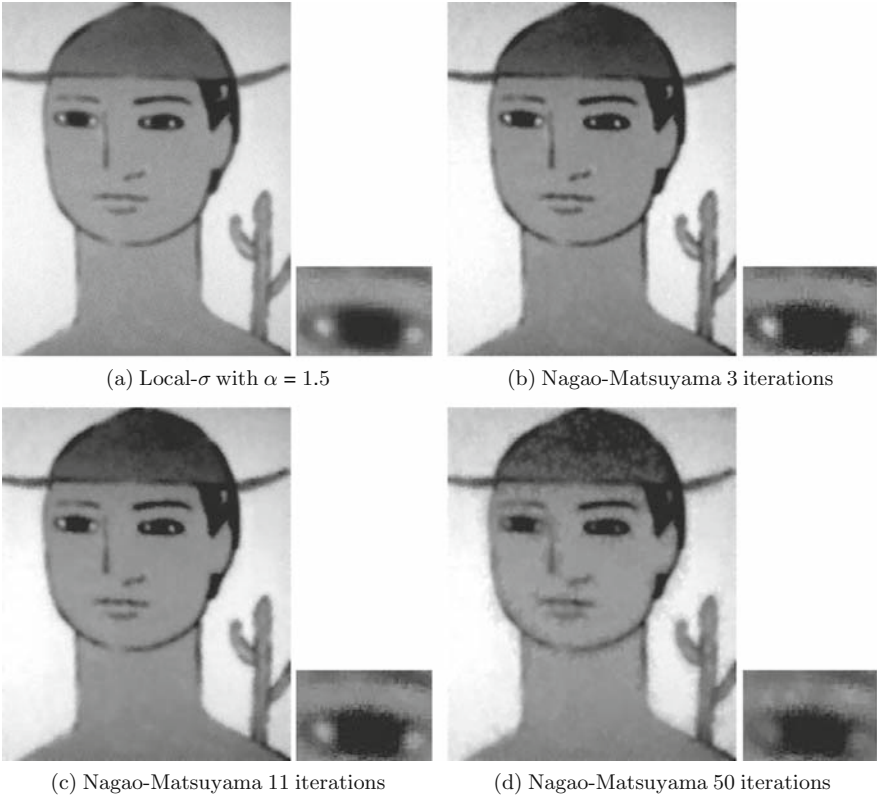 (a) Local-σ with α = 1.5
(b) Nagao-Matsuyama 3 iterations
(c) Nagao-Matsuyama 11 iterations
(d) Nagao-Matsuyama 50 iterations